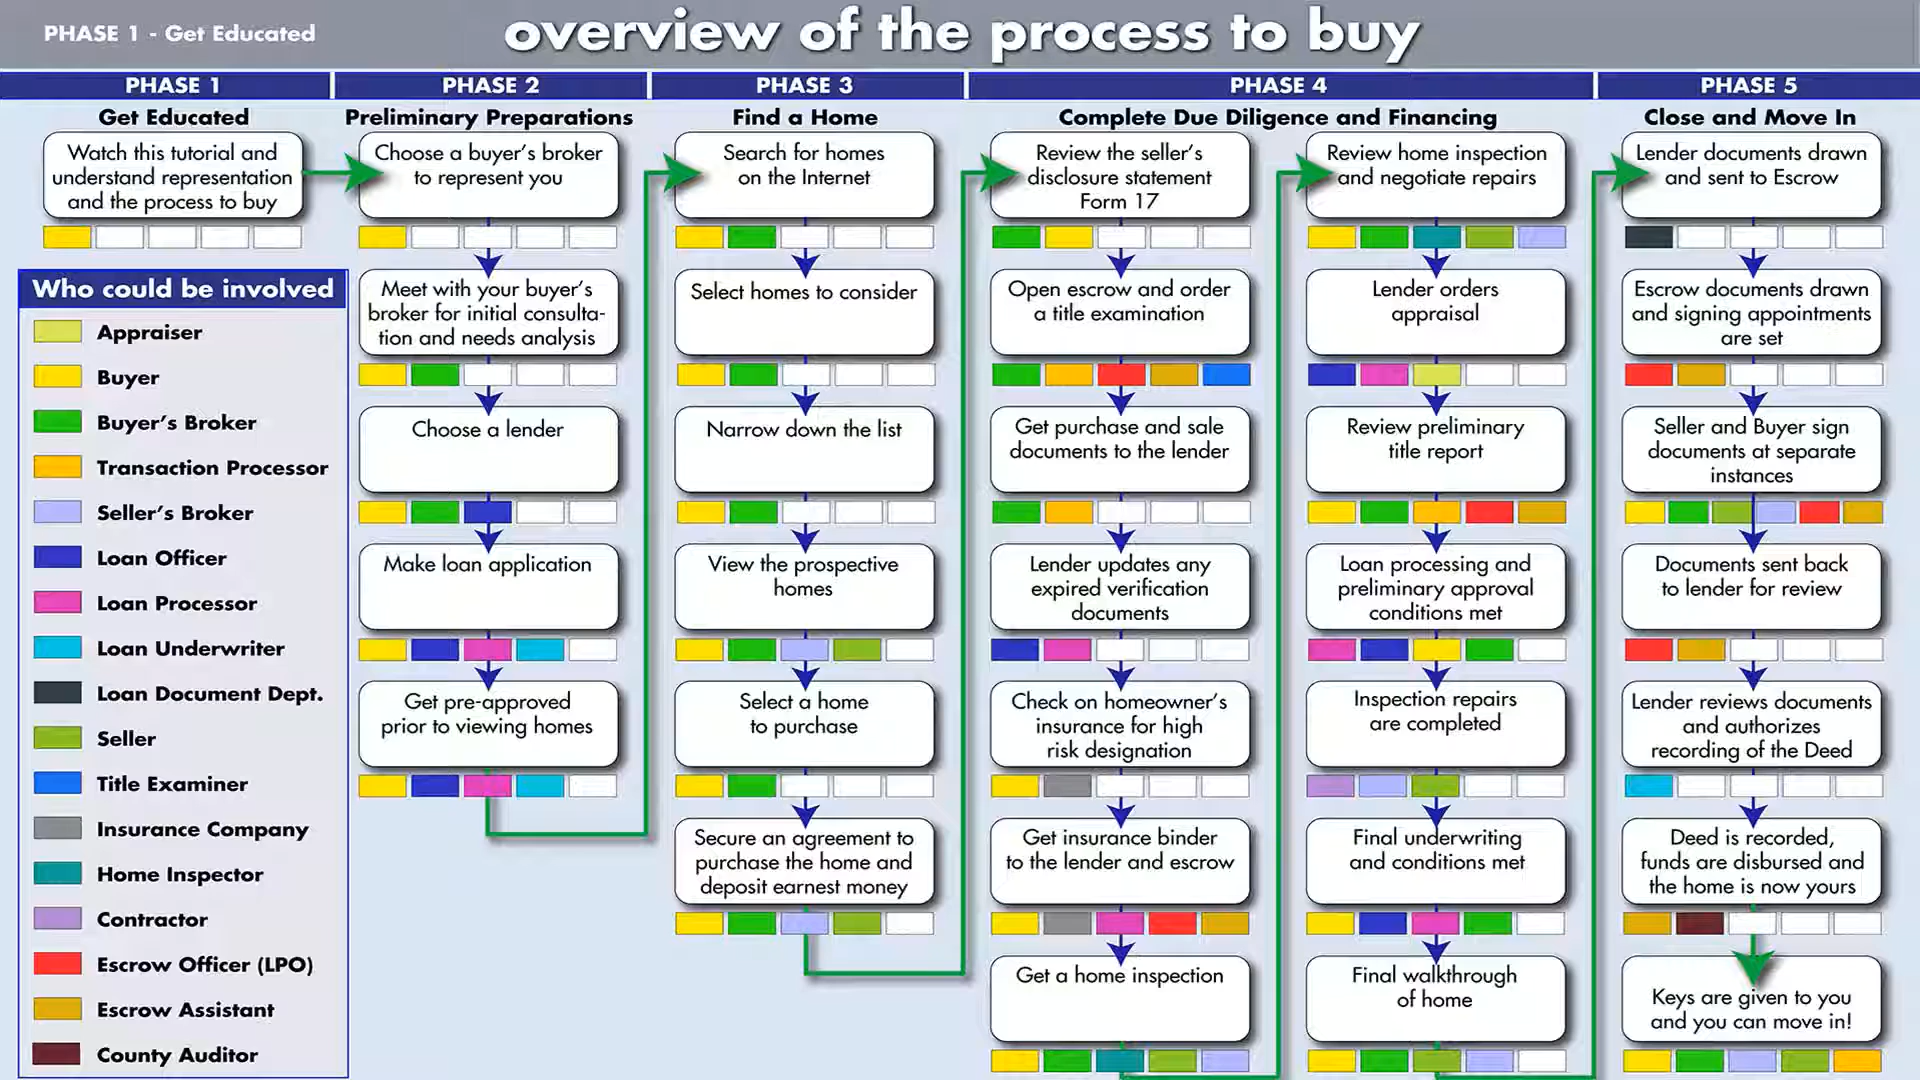 PHASE 1 - Get Educated
overview of the process to buy
PHASE 1
PHASE 2
PHASE 3
PHASE 4
PHASE 5
Get Educated
Preliminary Preparations
Find a Home
Complete Due Diligence and Financing
Close and Move In
Watch this tutorial and
understand representation
and the process to buy
Who could be involved
Appraiser
Buyer
Buyer's Broker
Transaction Processor
Seller's Broker
Loan Officer
Loan Processor
Loan Underwriter
Loan Document Dept.
Seller
Title Examiner
Insurance Company
Home Inspector
Contractor
Escrow Officer (LPO)
Escrow Assistant
County Auditor
Choose a buyer's broker
to represent you
Meet with your buyer's
broker for initial consulta-
tion and needs analysis
Choose a lender
Make loan application
Get pre-approved
prior to viewing homes
Search for homes
on the Internet
Select homes to consider
Narrow down the list
View the prospective
homes
Select a home
to purchase
Secure an agreement to
purchase the home and
deposit earnest money
Review the seller's
disclosure statement
Form 17
Open escrow and order
a title examination
Get purchase and sale
documents to the lender
Lender updates any
expired verification
documents
Check on homeowner's
insurance for high
risk designation
Get insurance binder
to the lender and escrow
Get a home inspection
Review home inspection
and negotiate repairs
Lender orders
appraisal
Review preliminary
title report
Loan processing and
preliminary approval
conditions met
Inspection repairs
are completed
Final underwriting
and conditions met
Final walkthrough
of home
Lender documents drawn
and sent to Escrow
Escrow documents drawn
and signing appointments
are set
Seller and Buyer sign
documents at separate
instances
Documents sent back
to lender for review
Lender reviews documents
and authorizes
recording of the Deed
Deed is recorded,
funds are disbursed and
the home is now yours
Keys are given to you
and you can move in!